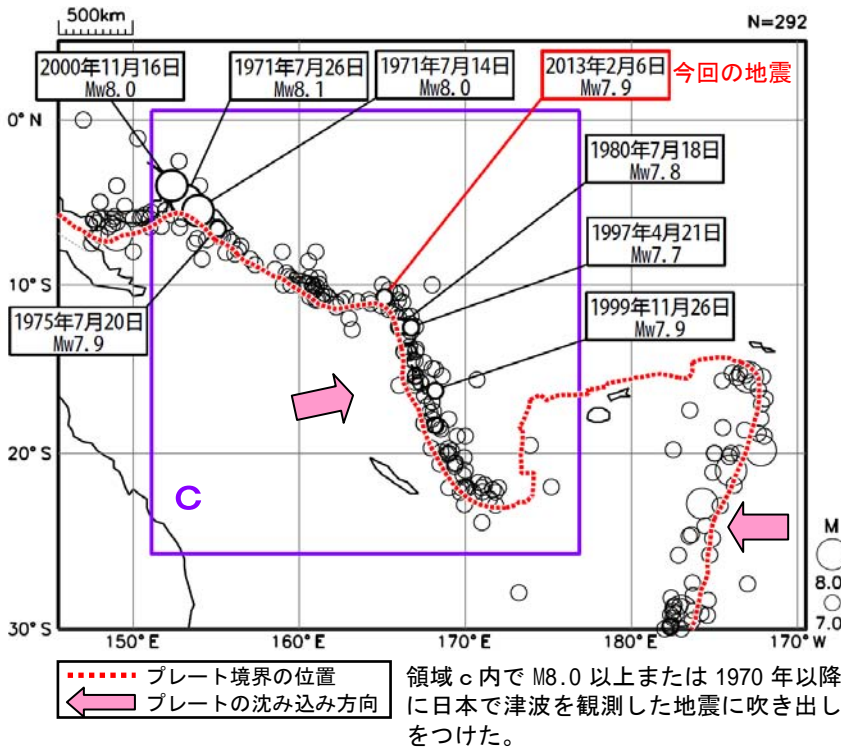 500km
N=292
2000年11月16日
Mw8.0
1971年7月26日
Mw8.1
1971年7月14日
Mw8.0
2013年2月6日
Mw7.9
今回の地震
0° N
1980年7月18日
Mw7.8
1997年4月21日
Mw7.7
10° S
1999年11月26日
Mw7.9
1975年7月20日
Mw7.9
20° S
C
M
8.0
7.0
30° S
150° E
160° E
170° E
180° E
170° W
プレート境界の位置
プレートの沈み込み方向
領域c内で M8.0 以上または 1970 年以降
に日本で津波を観測した地震に吹き出し
をつけた。